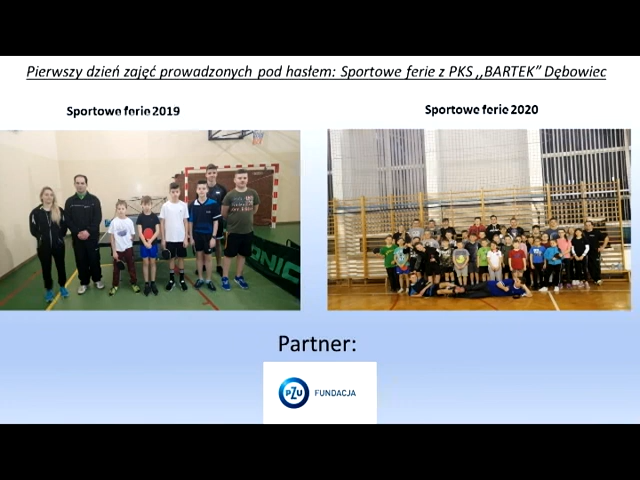 Pierwszy dzień zajęć prowadzonych pod hasłem: Sportowe ferie z PKS ,,BARTEK” Dębowiec
Sportowe ferie 2019
Sportowe ferie 2020
Partner:
PZU FUNDACJA